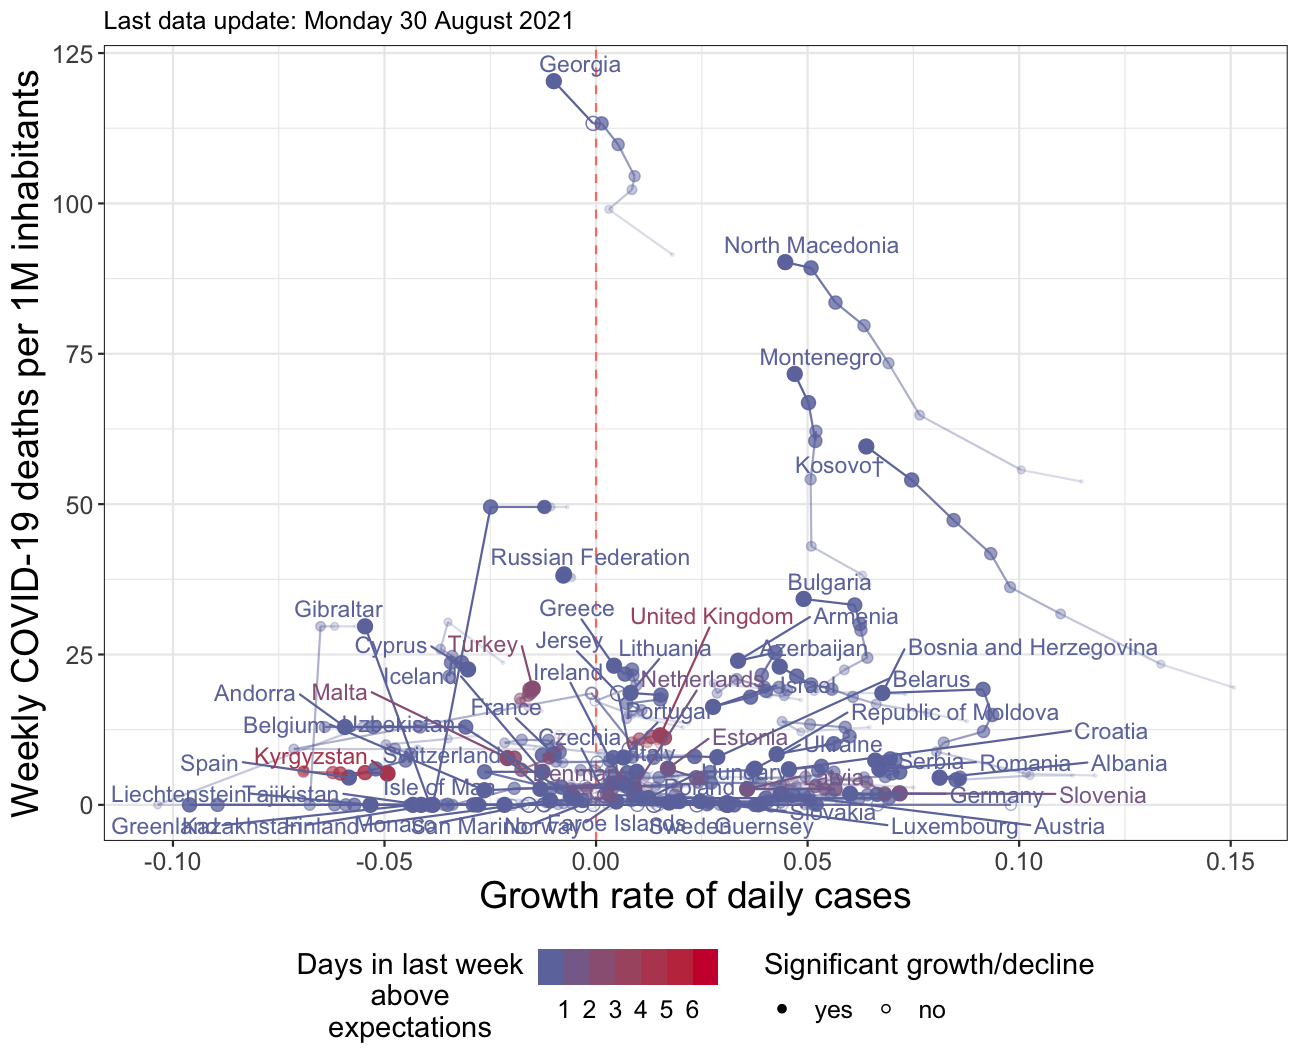 Last data update: Monday 30 August 2021
Weekly COVID-19 deaths per 1M inhabitants
125
100
75
50
25
0
Georgia
North Macedonia
Montenegro
Kosovo†
Russian Federation
Bulgaria
Gibraltar
Greece
United Kingdom
Armenia
Cyprus
Turkey
Jersey
Lithuania
Azerbaijan
Bosnia and Herzegovina
Iceland
Ireland
Netherlands
Israel
Belarus
Andorra
Malta
France
Portugal
Republic of Moldova
Belgium
Uzbekistan
Czechia
Estonia
Ukraine
Croatia
Spain
Kyrgyzstan
Switzerland
Italy
Serbia
Romania
Albania
Denmark
Hungary
Latvia
Liechtenstein
Tajikistan
Isle of Man
Poland
Germany
Slovenia
Slovakia
Greenland
Kazakhstan
Finland
Monaco
San Marino
Norway
Faroe Islands
Sweden
Guernsey
Luxembourg
Austria
-0.10
-0.05
0.00
0.05
0.10
0.15
Growth rate of daily cases
Days in last week
above
expectations
1 2 3 4 5 6
Significant growth/decline
yes
no